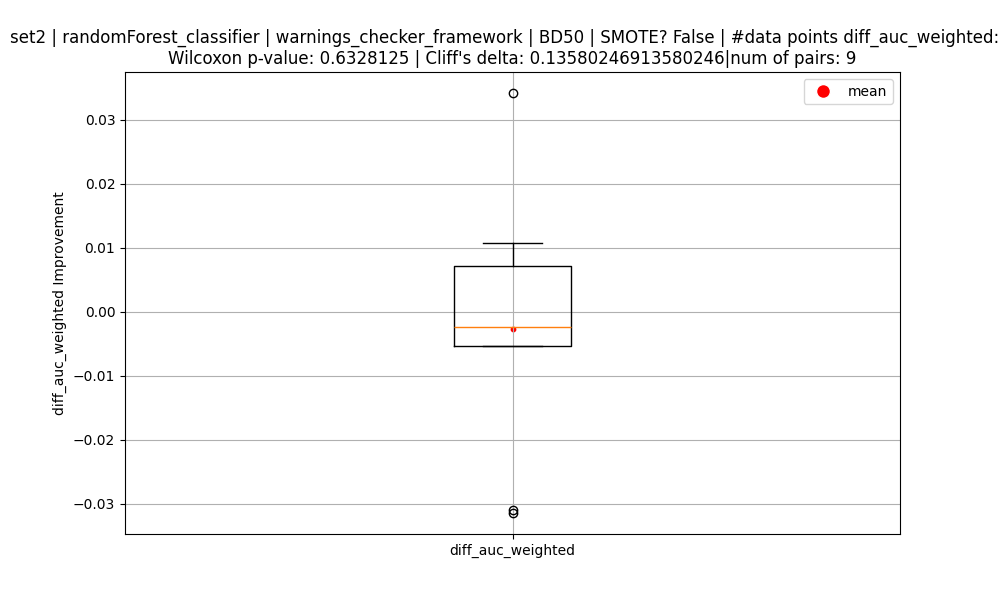 set2 | randomForest_classifier | warnings_checker_framework | BD50 | SMOTE? False | #data points diff_auc_weighted:
Wilcoxon p-value: 0.6328125 | Cliff's delta: 0.13580246913580246|num of pairs: 9
mean
0.03
0.02
0.01
0.00
−0.01
−0.02
−0.03
diff_auc_weighted Improvement
diff_auc_weighted